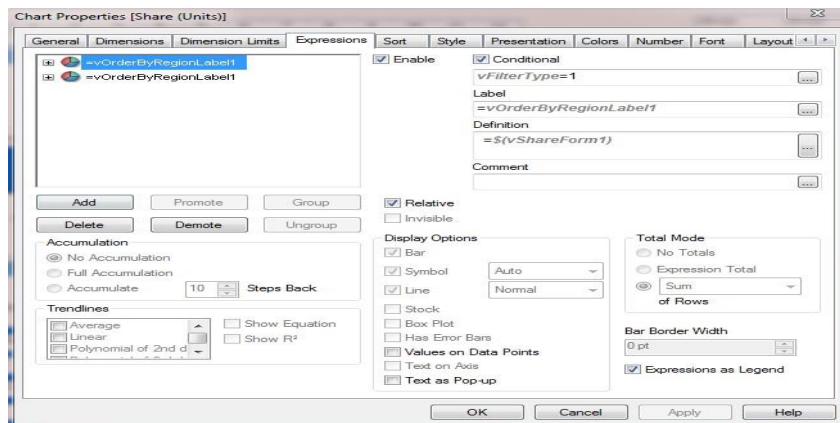 Chart Properties [Share (Units)]
General Dimensions Dimension Limits Expressions Sort Style Presentation Colors Number Font Layout
=vOrderByRegionLabel1
=vOrderByRegionLabel1
Enable
Conditional
vFilterType=1
...
Label
=vOrderByRegionLabel1
...
Definition
=$(vShareForm1)
...
Comment
...
Add Promote Group
Delete Demote Ungroup
Relative
Invisible
Accumulation
No Accumulation
Full Accumulation
Accumulate 10 Steps Back
Trendlines
Average
Linear
Polynomial of 2nd d
Show Equation
Show R²
Display Options
Bar
Symbol Auto
Line Normal
Stock
Box Plot
Has Error Bars
Values on Data Points
Text on Axis
Text as Pop-up
Total Mode
No Totals
Expression Total
Sum
of Rows
Bar Border Width
0 pt
Expressions as Legend
OK Cancel Apply Help